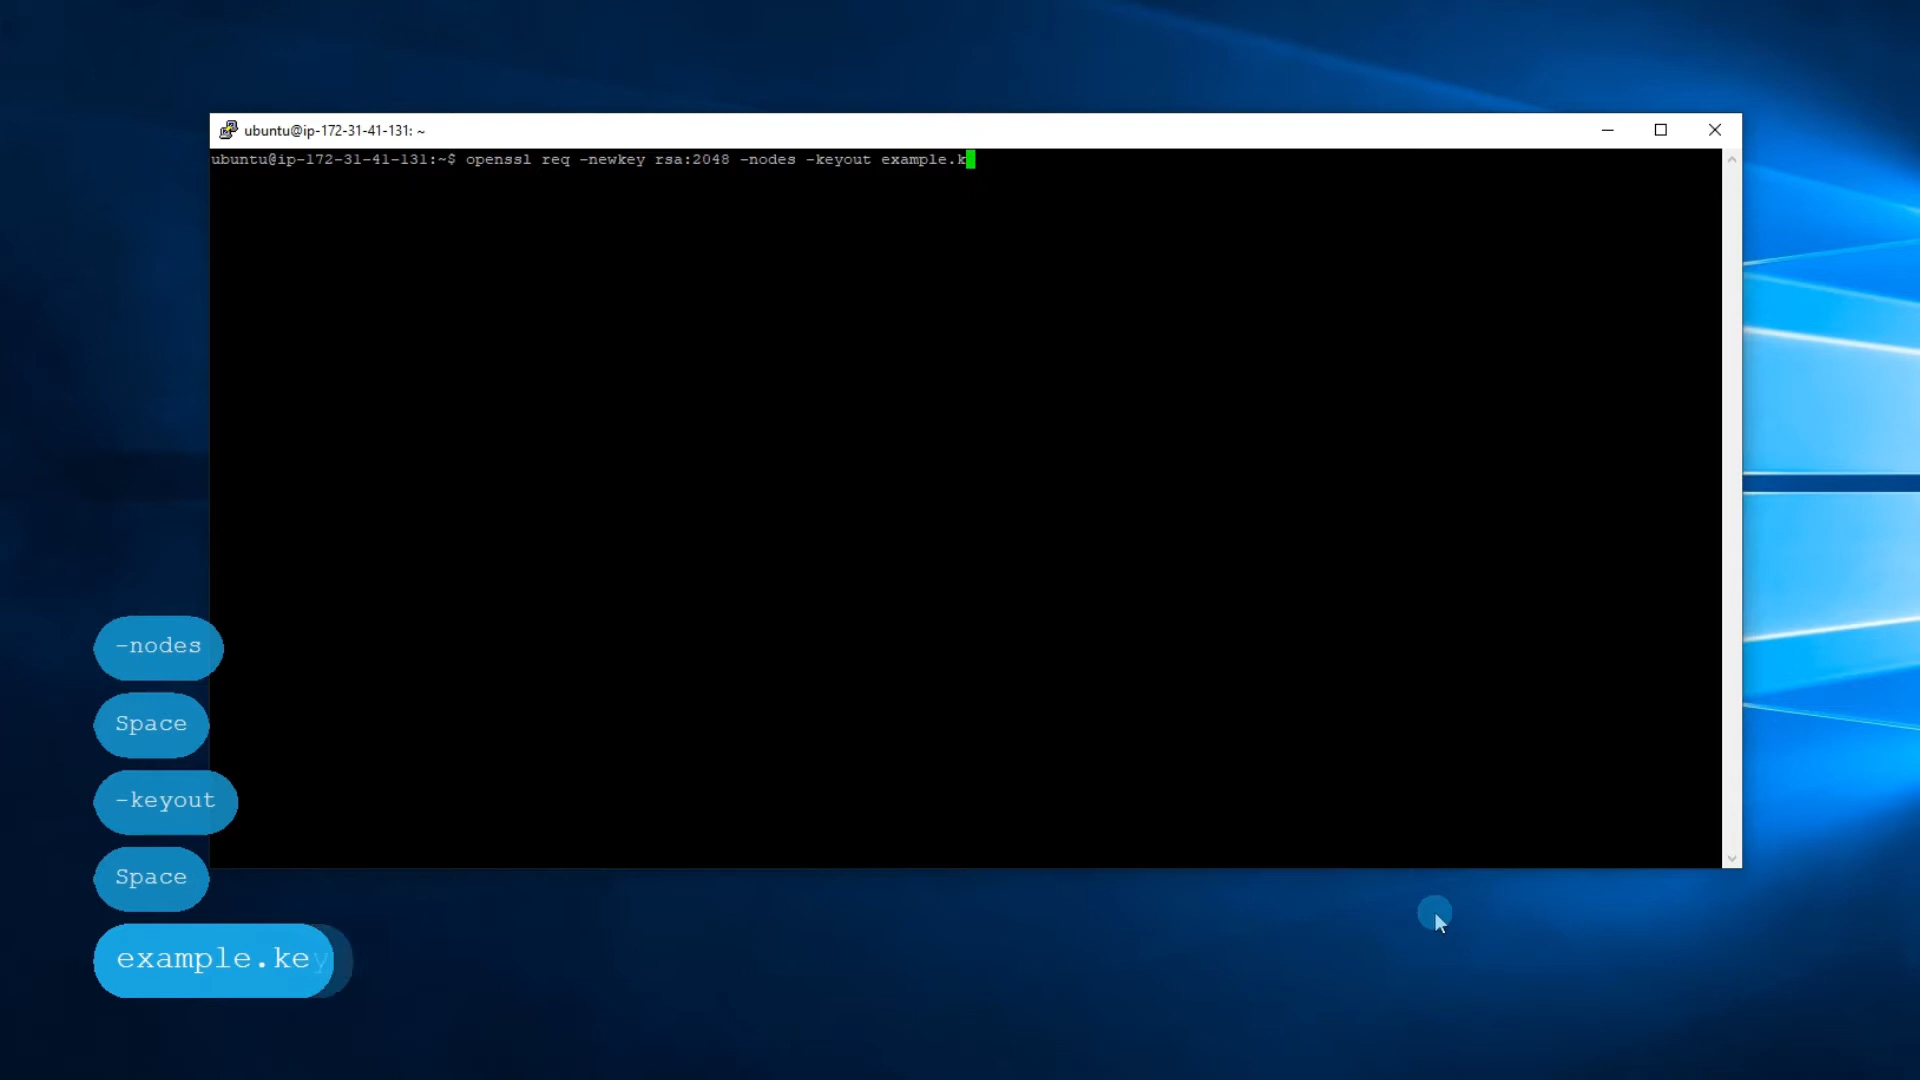 ubuntu@ip-172-31-41-131: ~
ubuntu@ip-172-31-41-131:~$ openssl req -newkey rsa:2048 -nodes -keyout example.k
-nodes
Space
-keyout
Space
example.key